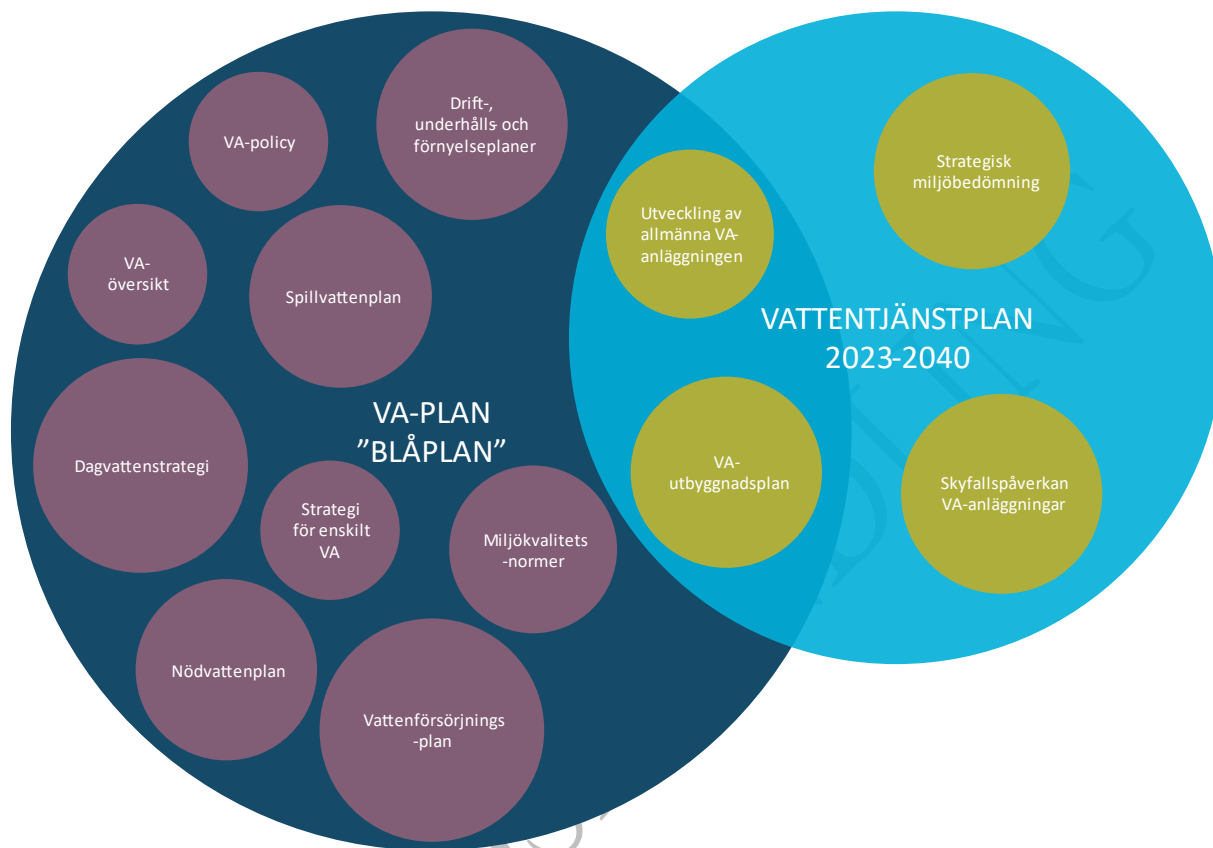 Drift-,
underhålls- och
förnyelseplaner
VA-policy
Strategisk
miljöbedömning
Utveckling av
allmänna VA-
anläggningen
VA-
översikt
Spillvattenplan
VATTENTJÄNSTPLAN
2023-2040
VA-PLAN
”BLÅPLAN”
Dagvattenstrategi
VA-
utbyggnadsplan
Skyfallspåverkan
VA-anläggningar
Strategi
för enskilt
VA
Miljökvalitets
-normer
Nödvattenplan
Vattenförsörjnings
-plan